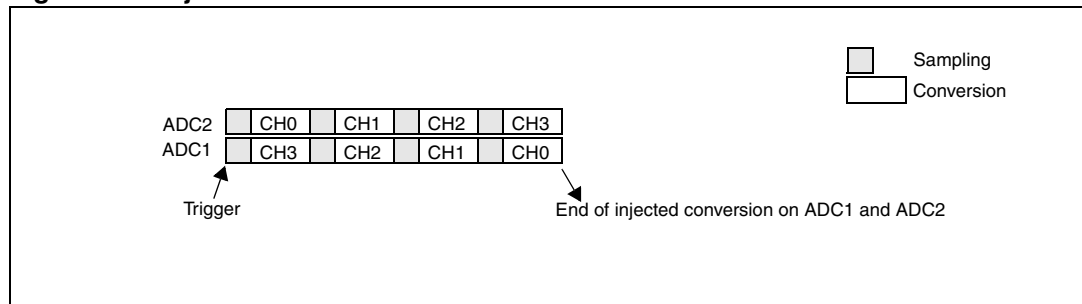 Sampling
Conversion
ADC2 CH0 CH1 CH2 CH3
ADC1 CH3 CH2 CH1 CH0
Trigger
End of injected conversion on ADC1 and ADC2